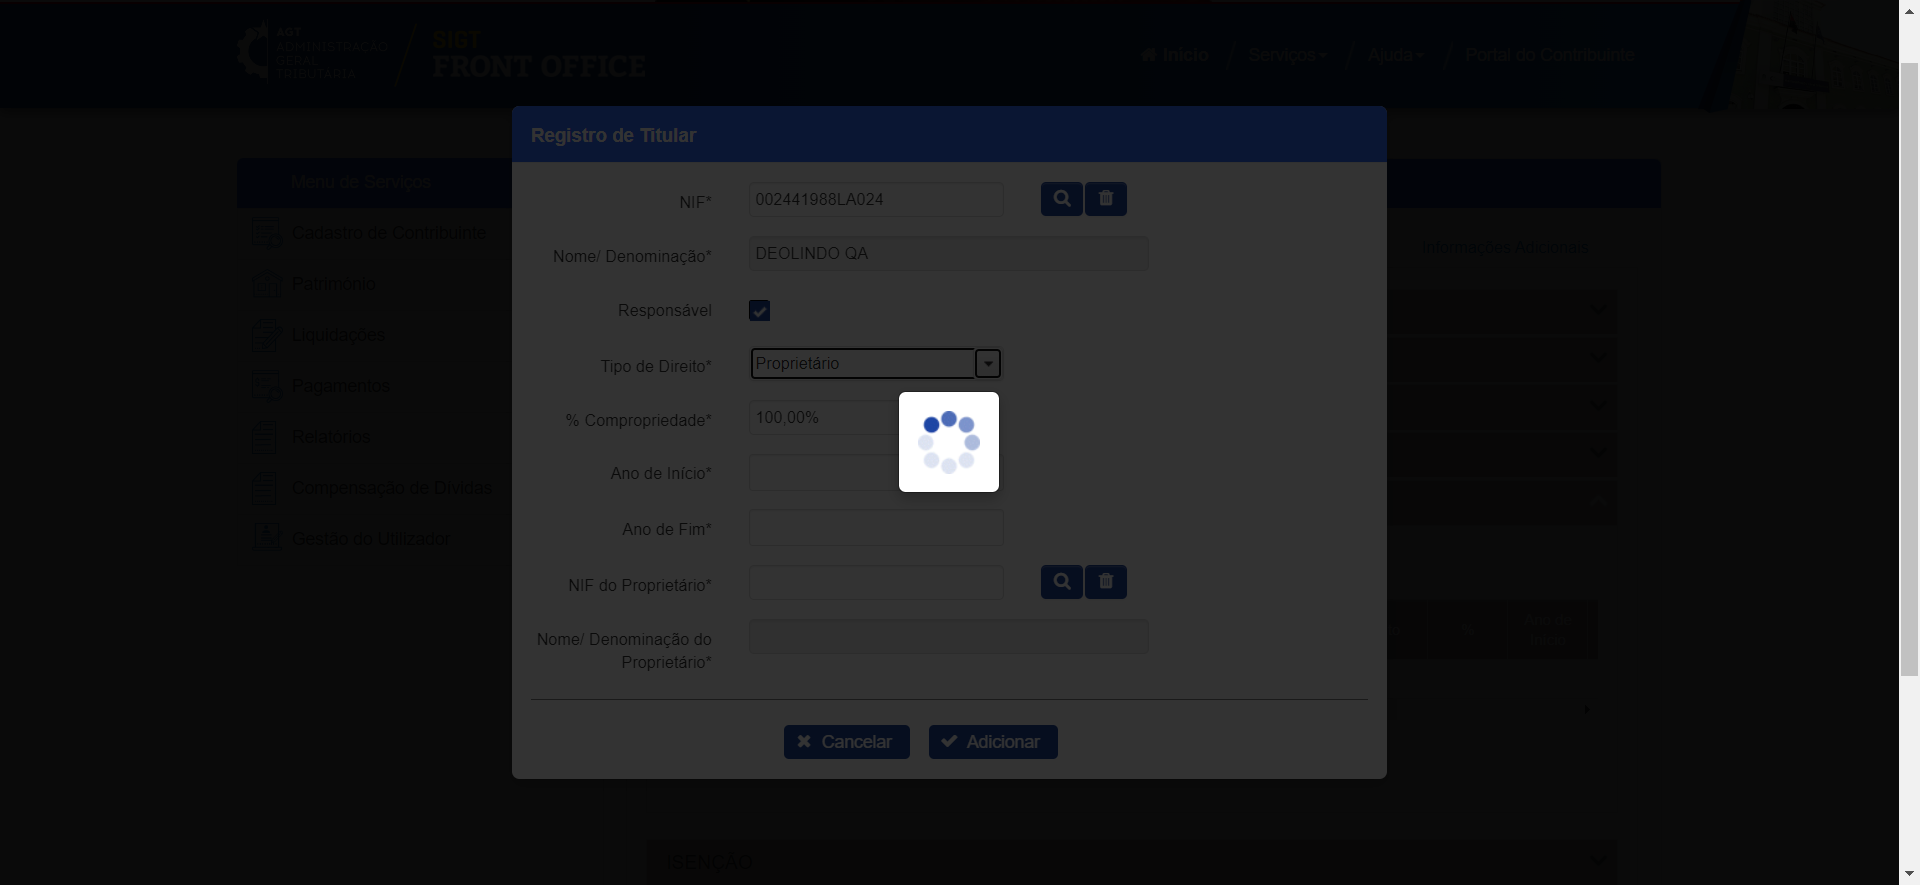 AGT
ADMINISTRAÇÃO
GERAL
TRIBUTÁRIA
SIGT
FRONT OFFICE
Início
Serviços
Ajuda
Portal do Contribuinte
Registro de Titular
Menu de Serviços
Cadastro de Contribuinte
Património
Liquidações
Pagamentos
Relatórios
Compensação de Dívidas
Gestão do Utilizador
Informações Adicionais
NIF*
002441988LA024
Nome/ Denominação*
DEOLINDO QA
Responsável
Tipo de Direito*
Proprietário
% Compropriedade*
100,00%
Ano de Início*
Ano de Fim*
NIF do Proprietário*
Nome/ Denominação do
Proprietário*
%
Ano de
Início
Cancelar
Adicionar
ISENÇÃO